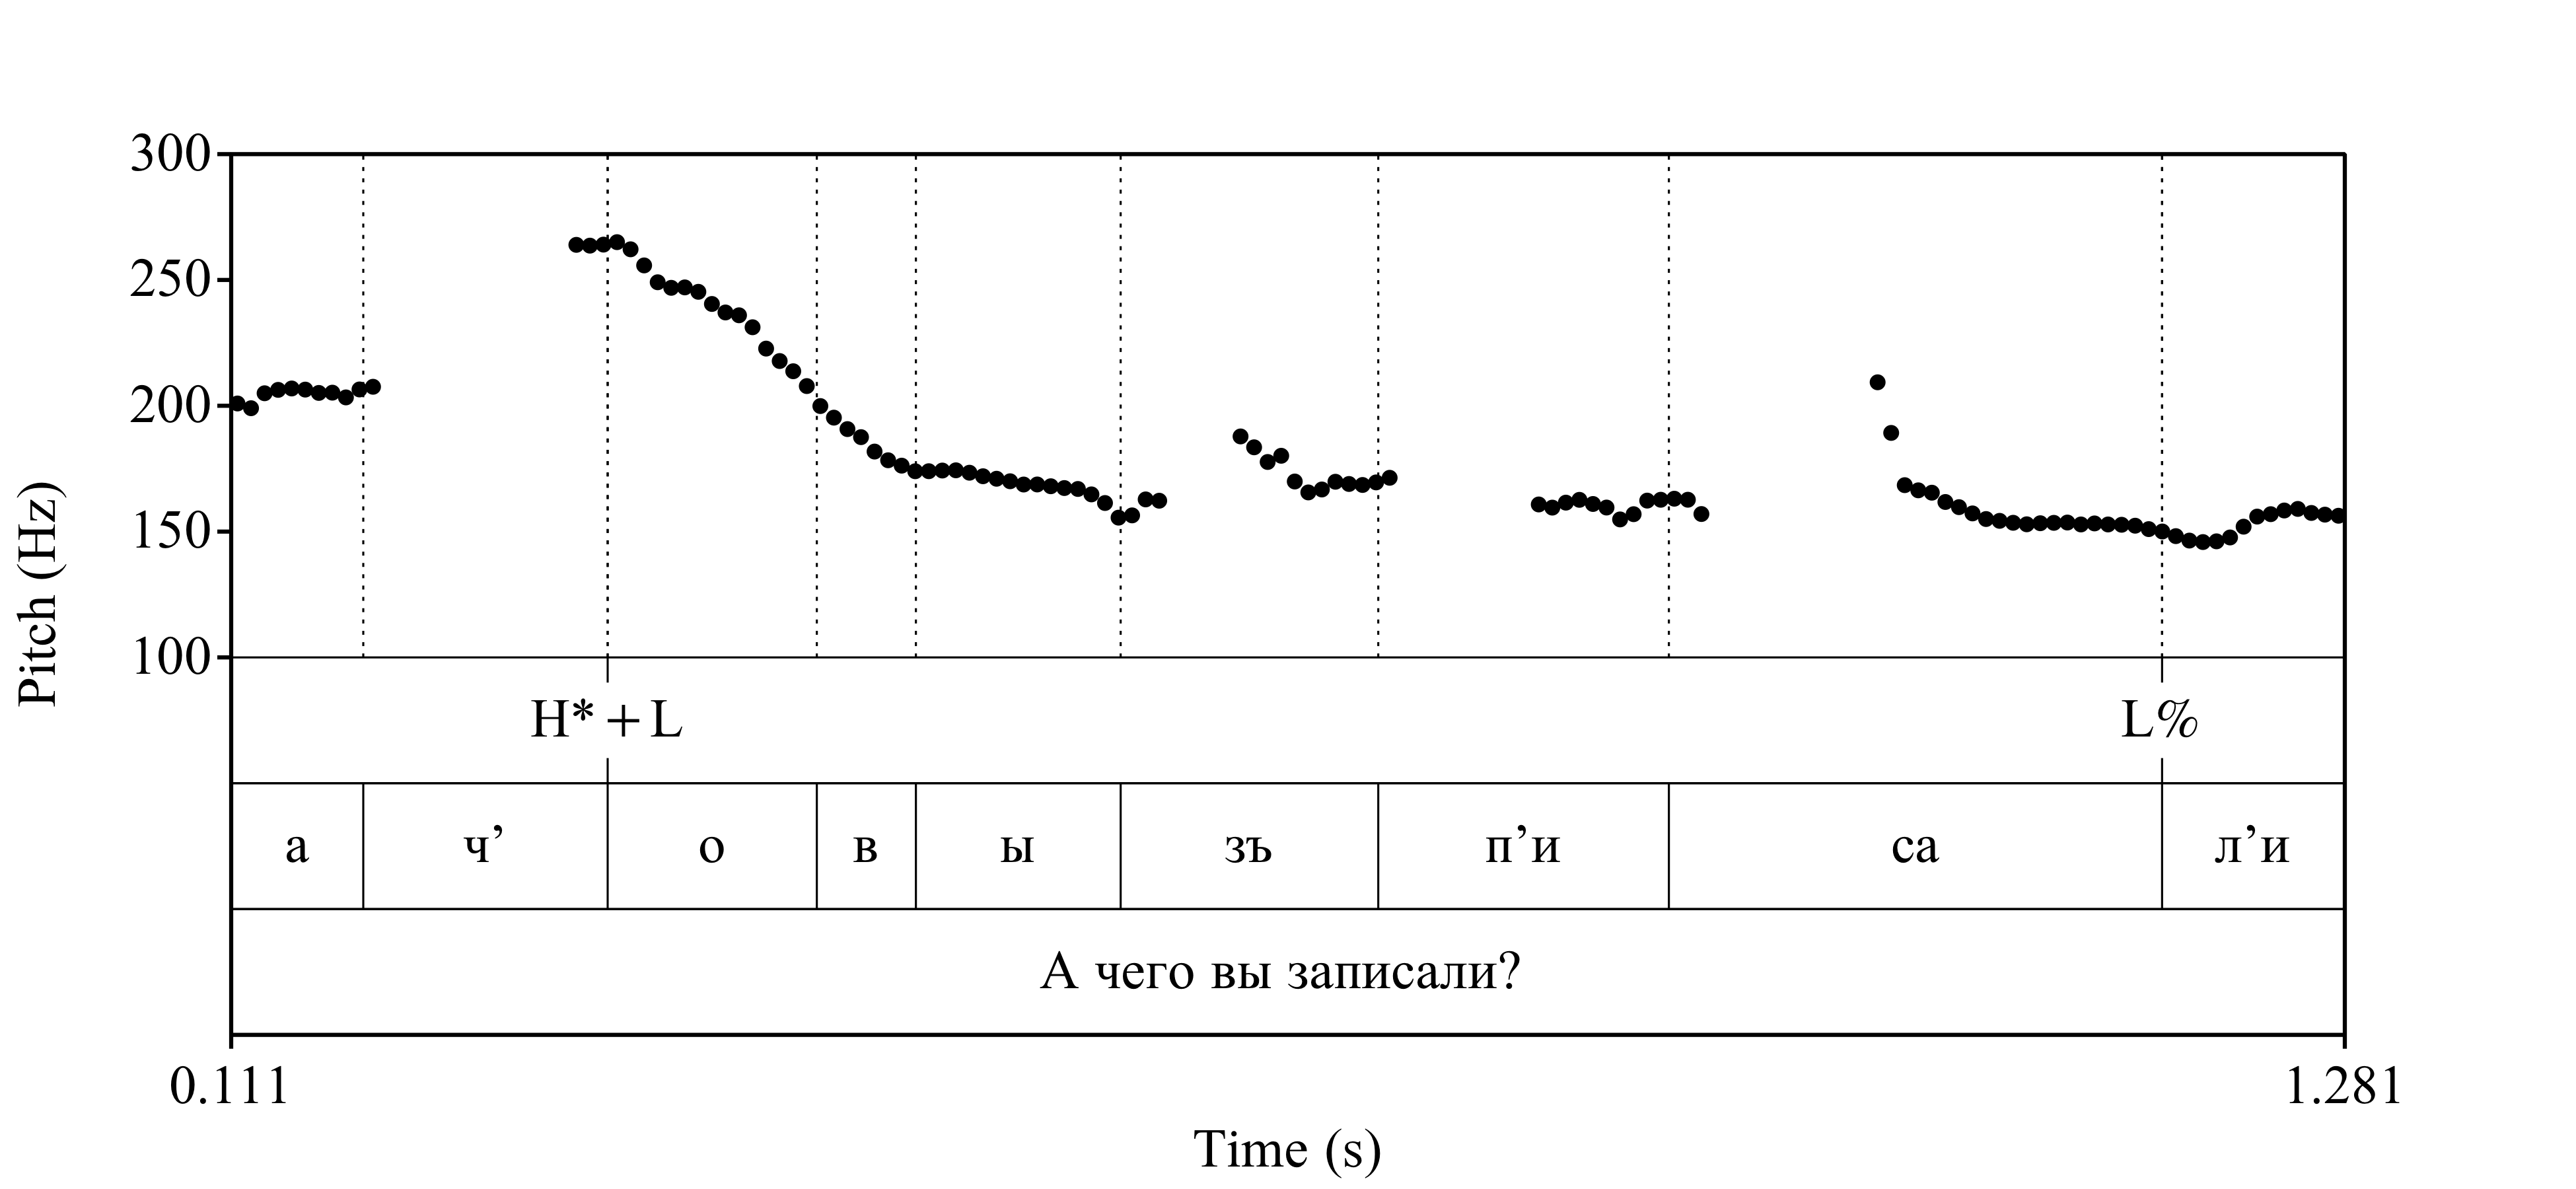 300
250
200
150
100
Pitch (Hz)
H* + L L%
а ч’ о в ы зъ п’и са л’и
А чего вы записали?
0.111 1.281
Time (s)